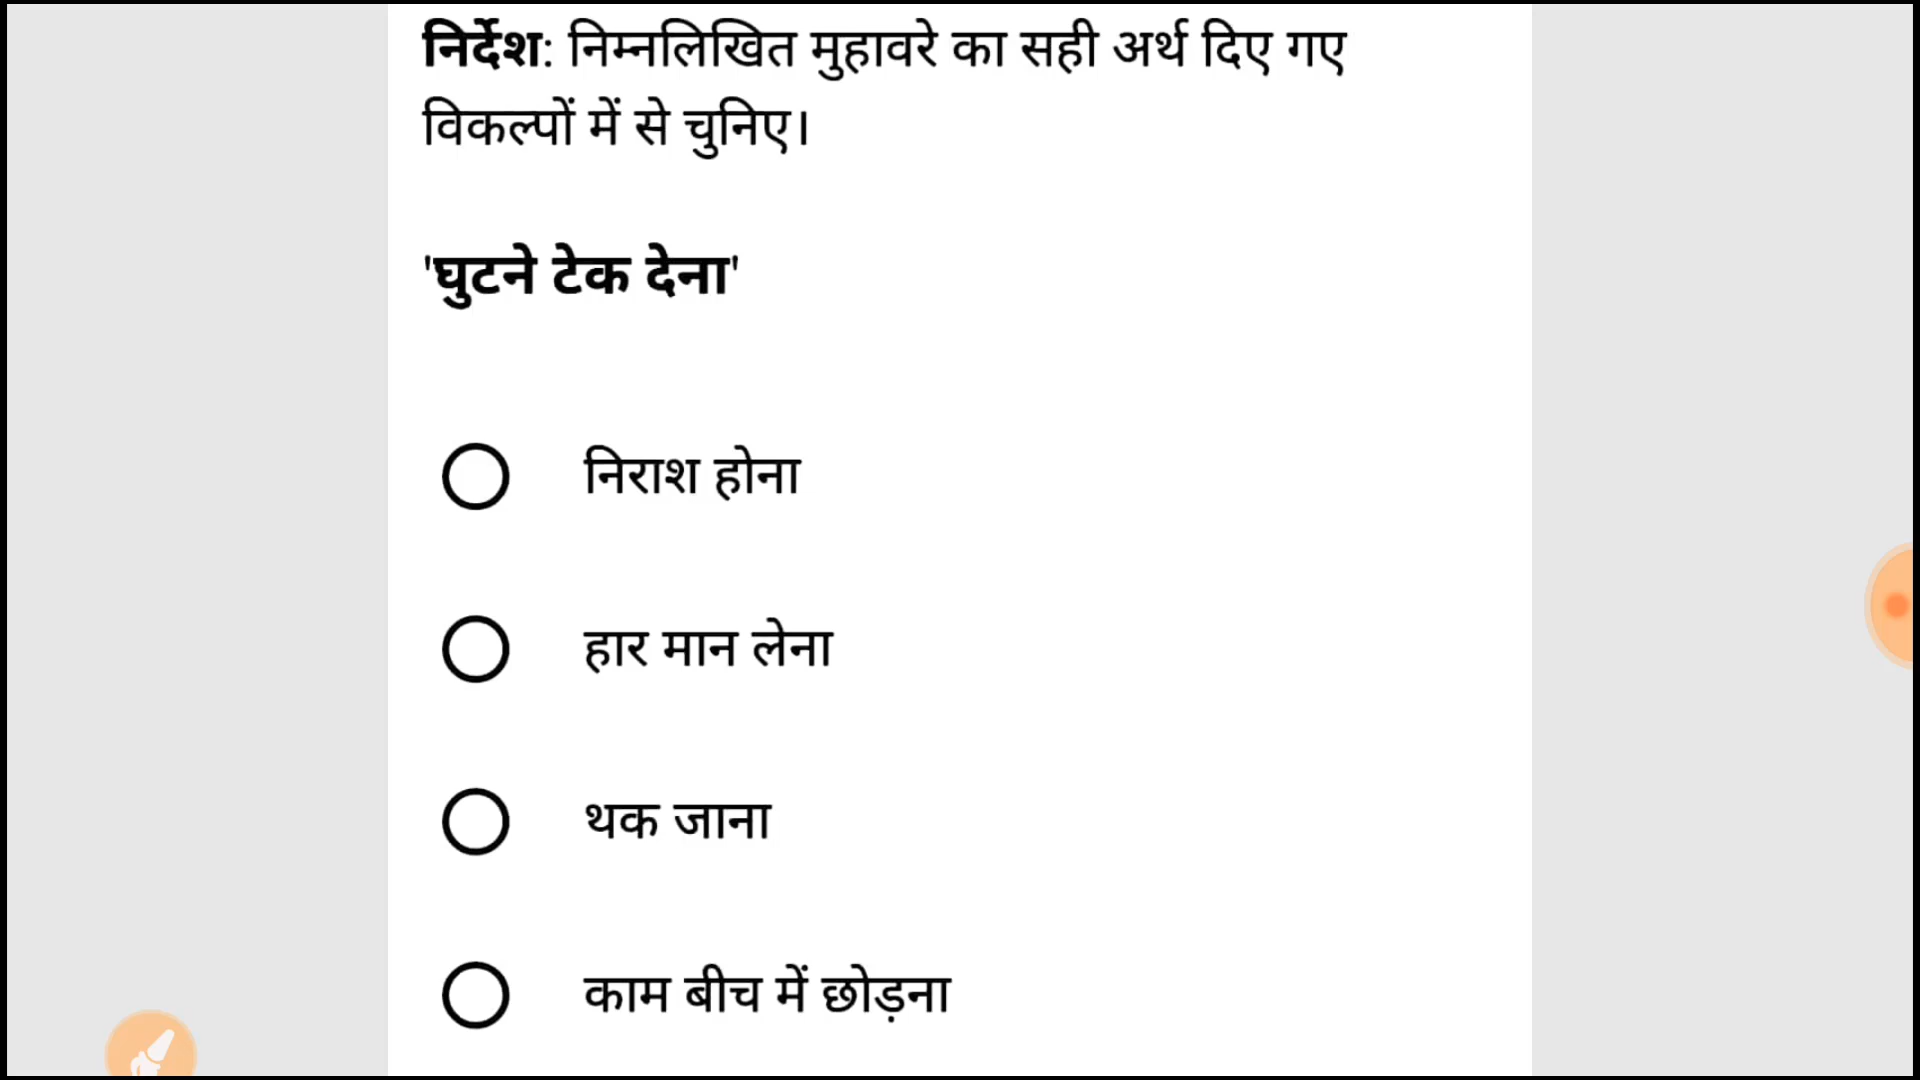 निर्देश: निम्नलिखित मुहावरे का सही अर्थ दिए गए
विकल्पों में से चुनिए।
'घुटने टेक देना'
निराश होना
हार मान लेना
थक जाना
काम बीच में छोड़ना